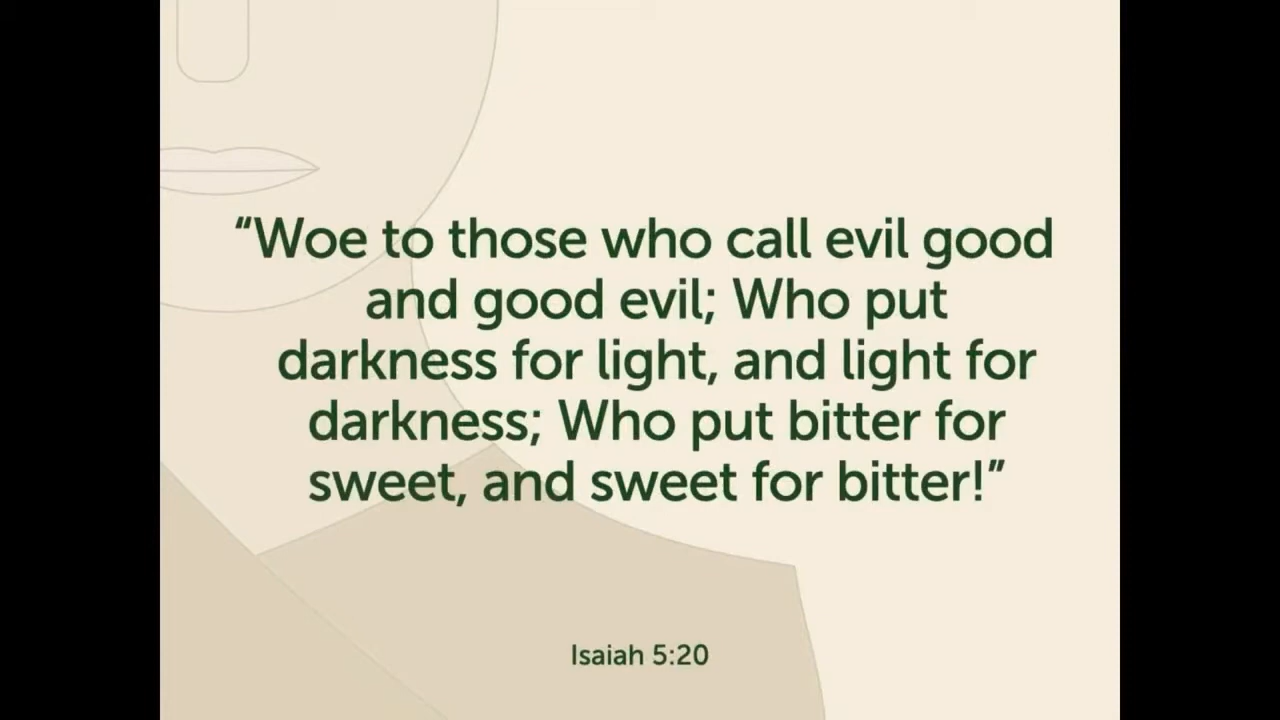 “Woe to those who call evil good
and good evil; Who put
darkness for light, and light for
darkness; Who put bitter for
sweet, and sweet for bitter!”
Isaiah 5:20